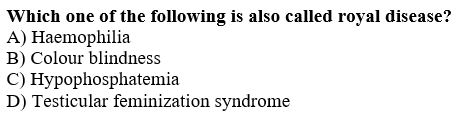 Which one of the following is also called royal disease?
A) Haemophilia
B) Colour blindness
C) Hypophosphatemia
D) Testicular feminization syndrome